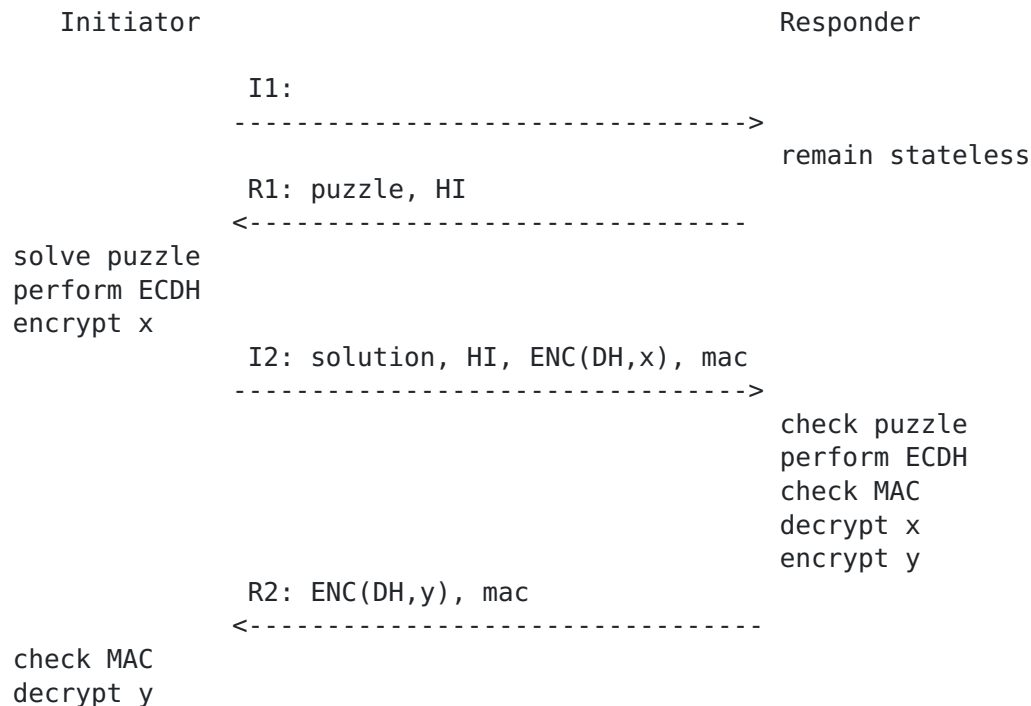 Initiator                                     Responder
I1:
---------------------------------->
remain stateless
R1: puzzle, HI
<---------------------------------
solve puzzle
perform ECDH
encrypt x
I2: solution, HI, ENC(DH,x), mac
---------------------------------->
check puzzle
perform ECDH
check MAC
decrypt x
encrypt y
R2: ENC(DH,y), mac
<----------------------------------
check MAC
decrypt y